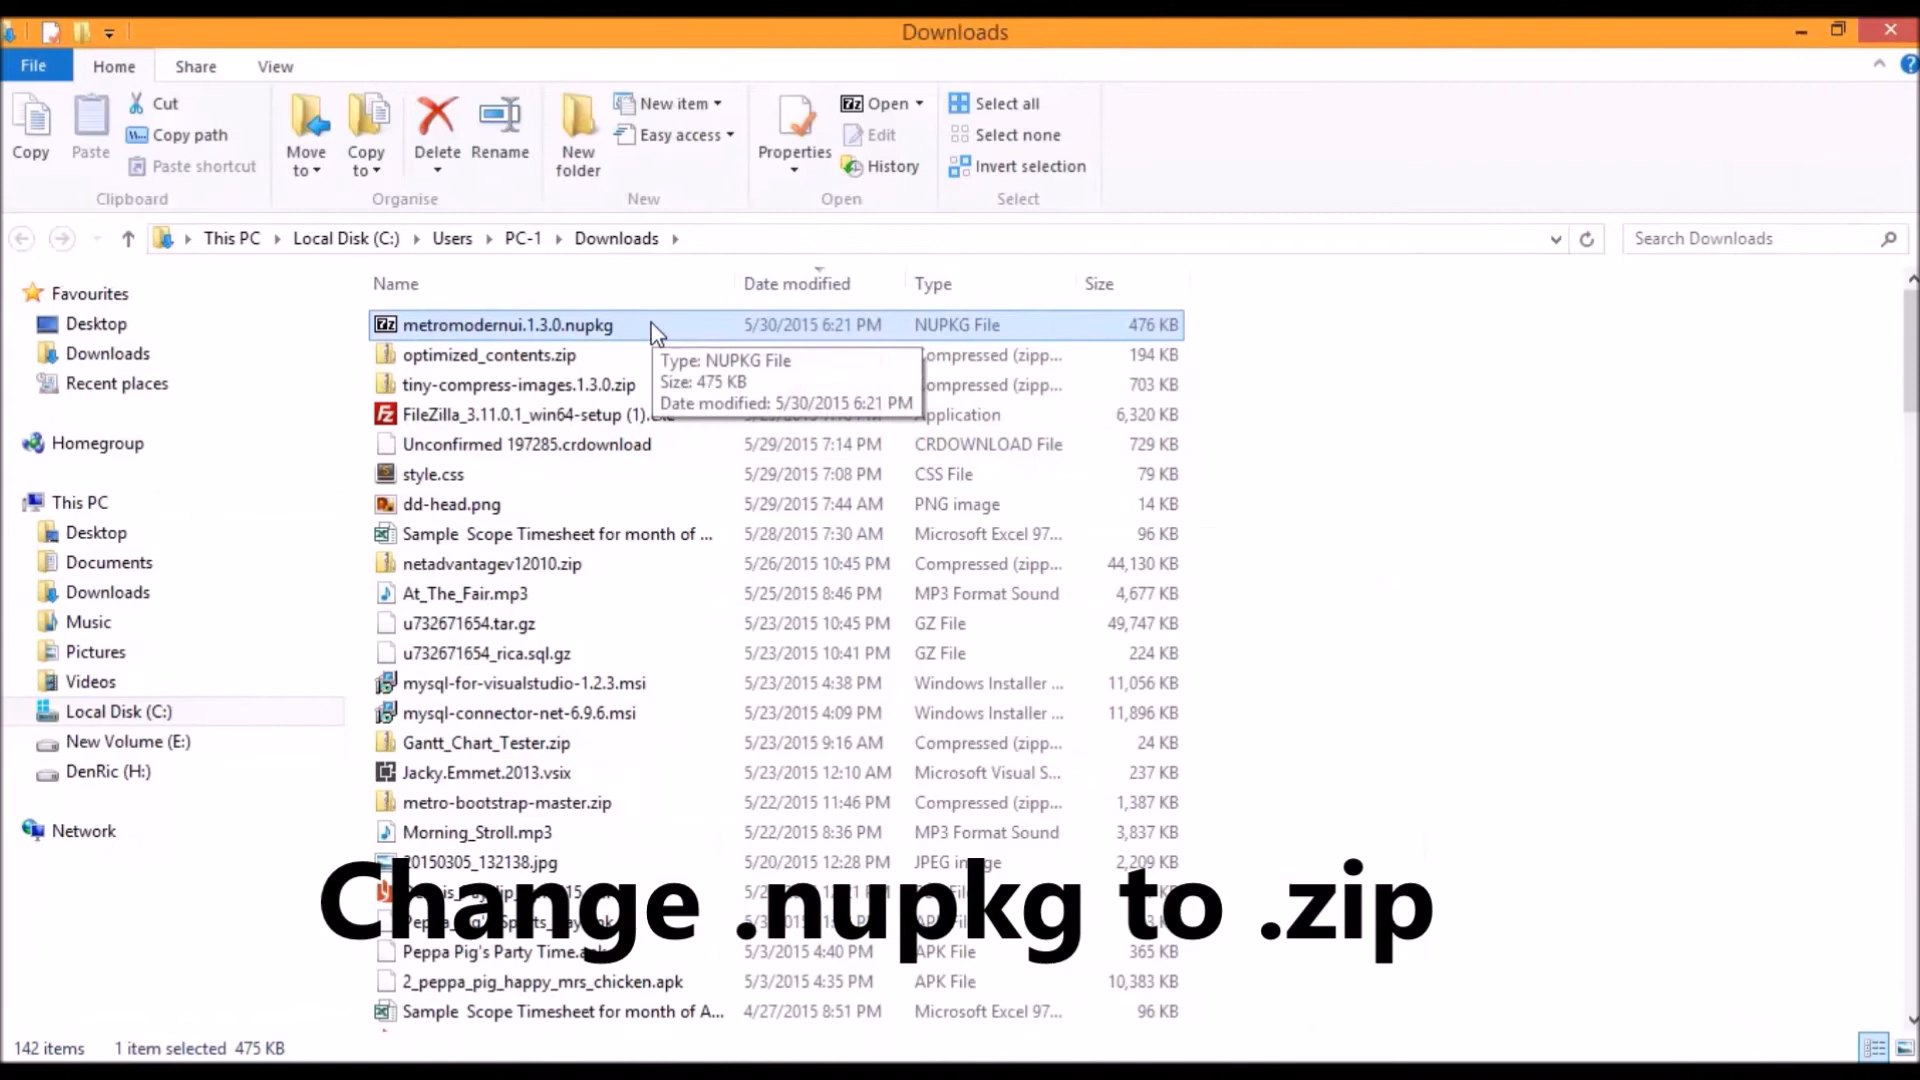 Downloads
File Home Share View
Copy
Paste
Cut
Copy path
Paste shortcut
Clipboard
Move to
Copy to
Delete
Rename
Organise
New folder
New item
Easy access
New
Properties
Open
Edit
History
Open
Select all
Select none
Invert selection
Select
This PC Local Disk (C:) Users PC-1 Downloads
Search Downloads
Favourites
Desktop
Downloads
Recent places
Homegroup
This PC
Desktop
Documents
Downloads
Music
Pictures
Videos
Local Disk (C:)
New Volume (E:)
DenRic (H:)
Network
Name Date modified Type Size
metromodernui.1.3.0.nupkg 5/30/2015 6:21 PM NUPKG File 476 KB
optimized_contents.zip ompressed (zipp... 194 KB
tiny-compress-images.1.3.0.zip ompressed (zipp... 703 KB
FileZilla_3.11.0.1_win64-setup (1).exe pplication 6,320 KB
Type: NUPKG File
Size: 475 KB
Date modified: 5/30/2015 6:21 PM
Unconfirmed 197285.crdownload 5/29/2015 7:14 PM CRDOWNLOAD File 729 KB
style.css 5/29/2015 7:08 PM CSS File 79 KB
dd-head.png 5/29/2015 7:44 AM PNG image 14 KB
Sample Scope Timesheet for month of ... 5/28/2015 7:30 AM Microsoft Excel 97... 96 KB
netadvantagev12010.zip 5/26/2015 10:45 PM Compressed (zipp... 44,130 KB
At_The_Fair.mp3 5/25/2015 8:46 PM MP3 Format Sound 4,677 KB
u732671654.tar.gz 5/23/2015 10:45 PM GZ File 49,747 KB
u732671654_rica.sql.gz 5/23/2015 10:41 PM GZ File 224 KB
mysql-for-visualstudio-1.2.3.msi 5/23/2015 4:38 PM Windows Installer ... 11,056 KB
mysql-connector-net-6.9.6.msi 5/23/2015 4:09 PM Windows Installer ... 11,896 KB
Gantt_Chart_Tester.zip 5/23/2015 9:16 AM Compressed (zipp... 24 KB
Jacky.Emmet.2013.vsix 5/23/2015 12:10 AM Microsoft Visual S... 237 KB
metro-bootstrap-master.zip 5/22/2015 11:46 PM Compressed (zipp... 1,387 KB
Morning_Stroll.mp3 5/22/2015 8:36 PM MP3 Format Sound 3,837 KB
20150305_132138.jpg 5/20/2015 12:28 PM JPEG image 2,209 KB
Change .nupkg to .zip
Peppa Pig's Party Time. 5/3/2015 4:40 PM APK File 365 KB
2_peppa_pig_happy_mrs_chicken.apk 5/3/2015 4:35 PM APK File 10,383 KB
Sample Scope Timesheet for month of A... 4/27/2015 8:51 PM Microsoft Excel 97... 96 KB
142 items 1 item selected 475 KB